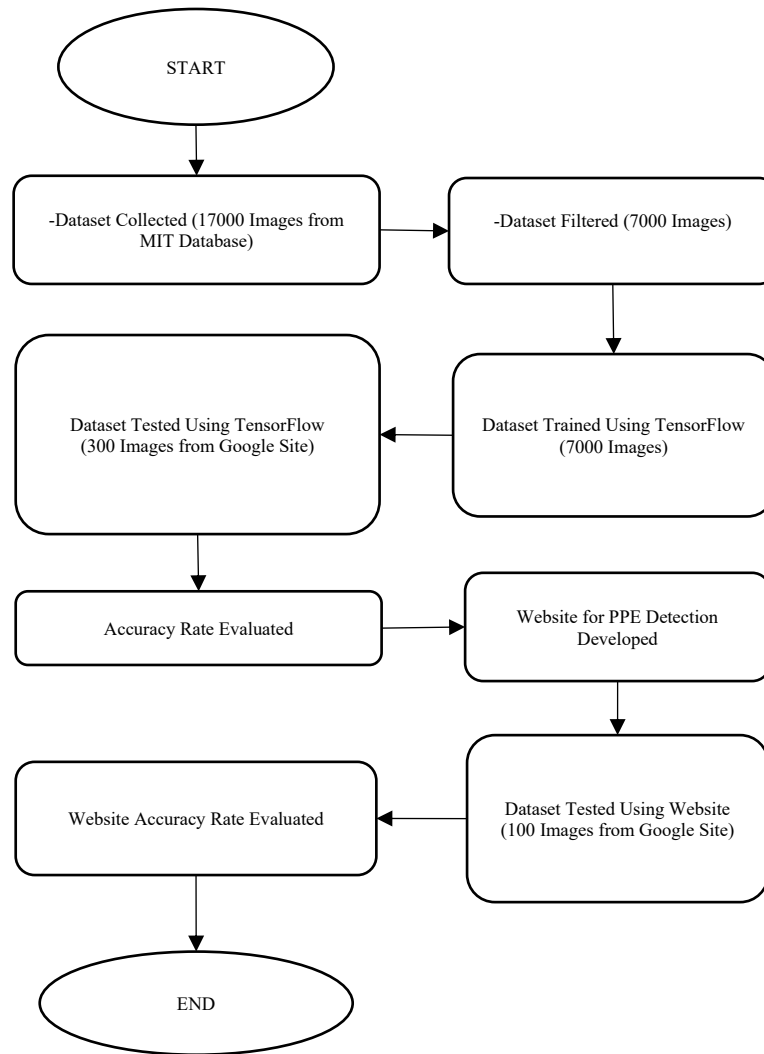 START
-Dataset Collected (17000 Images from
MIT Database)
-Dataset Filtered (7000 Images)
Dataset Tested Using TensorFlow
(300 Images from Google Site)
Dataset Trained Using TensorFlow
(7000 Images)
Accuracy Rate Evaluated
Website for PPE Detection
Developed
Website Accuracy Rate Evaluated
Dataset Tested Using Website
(100 Images from Google Site)
END